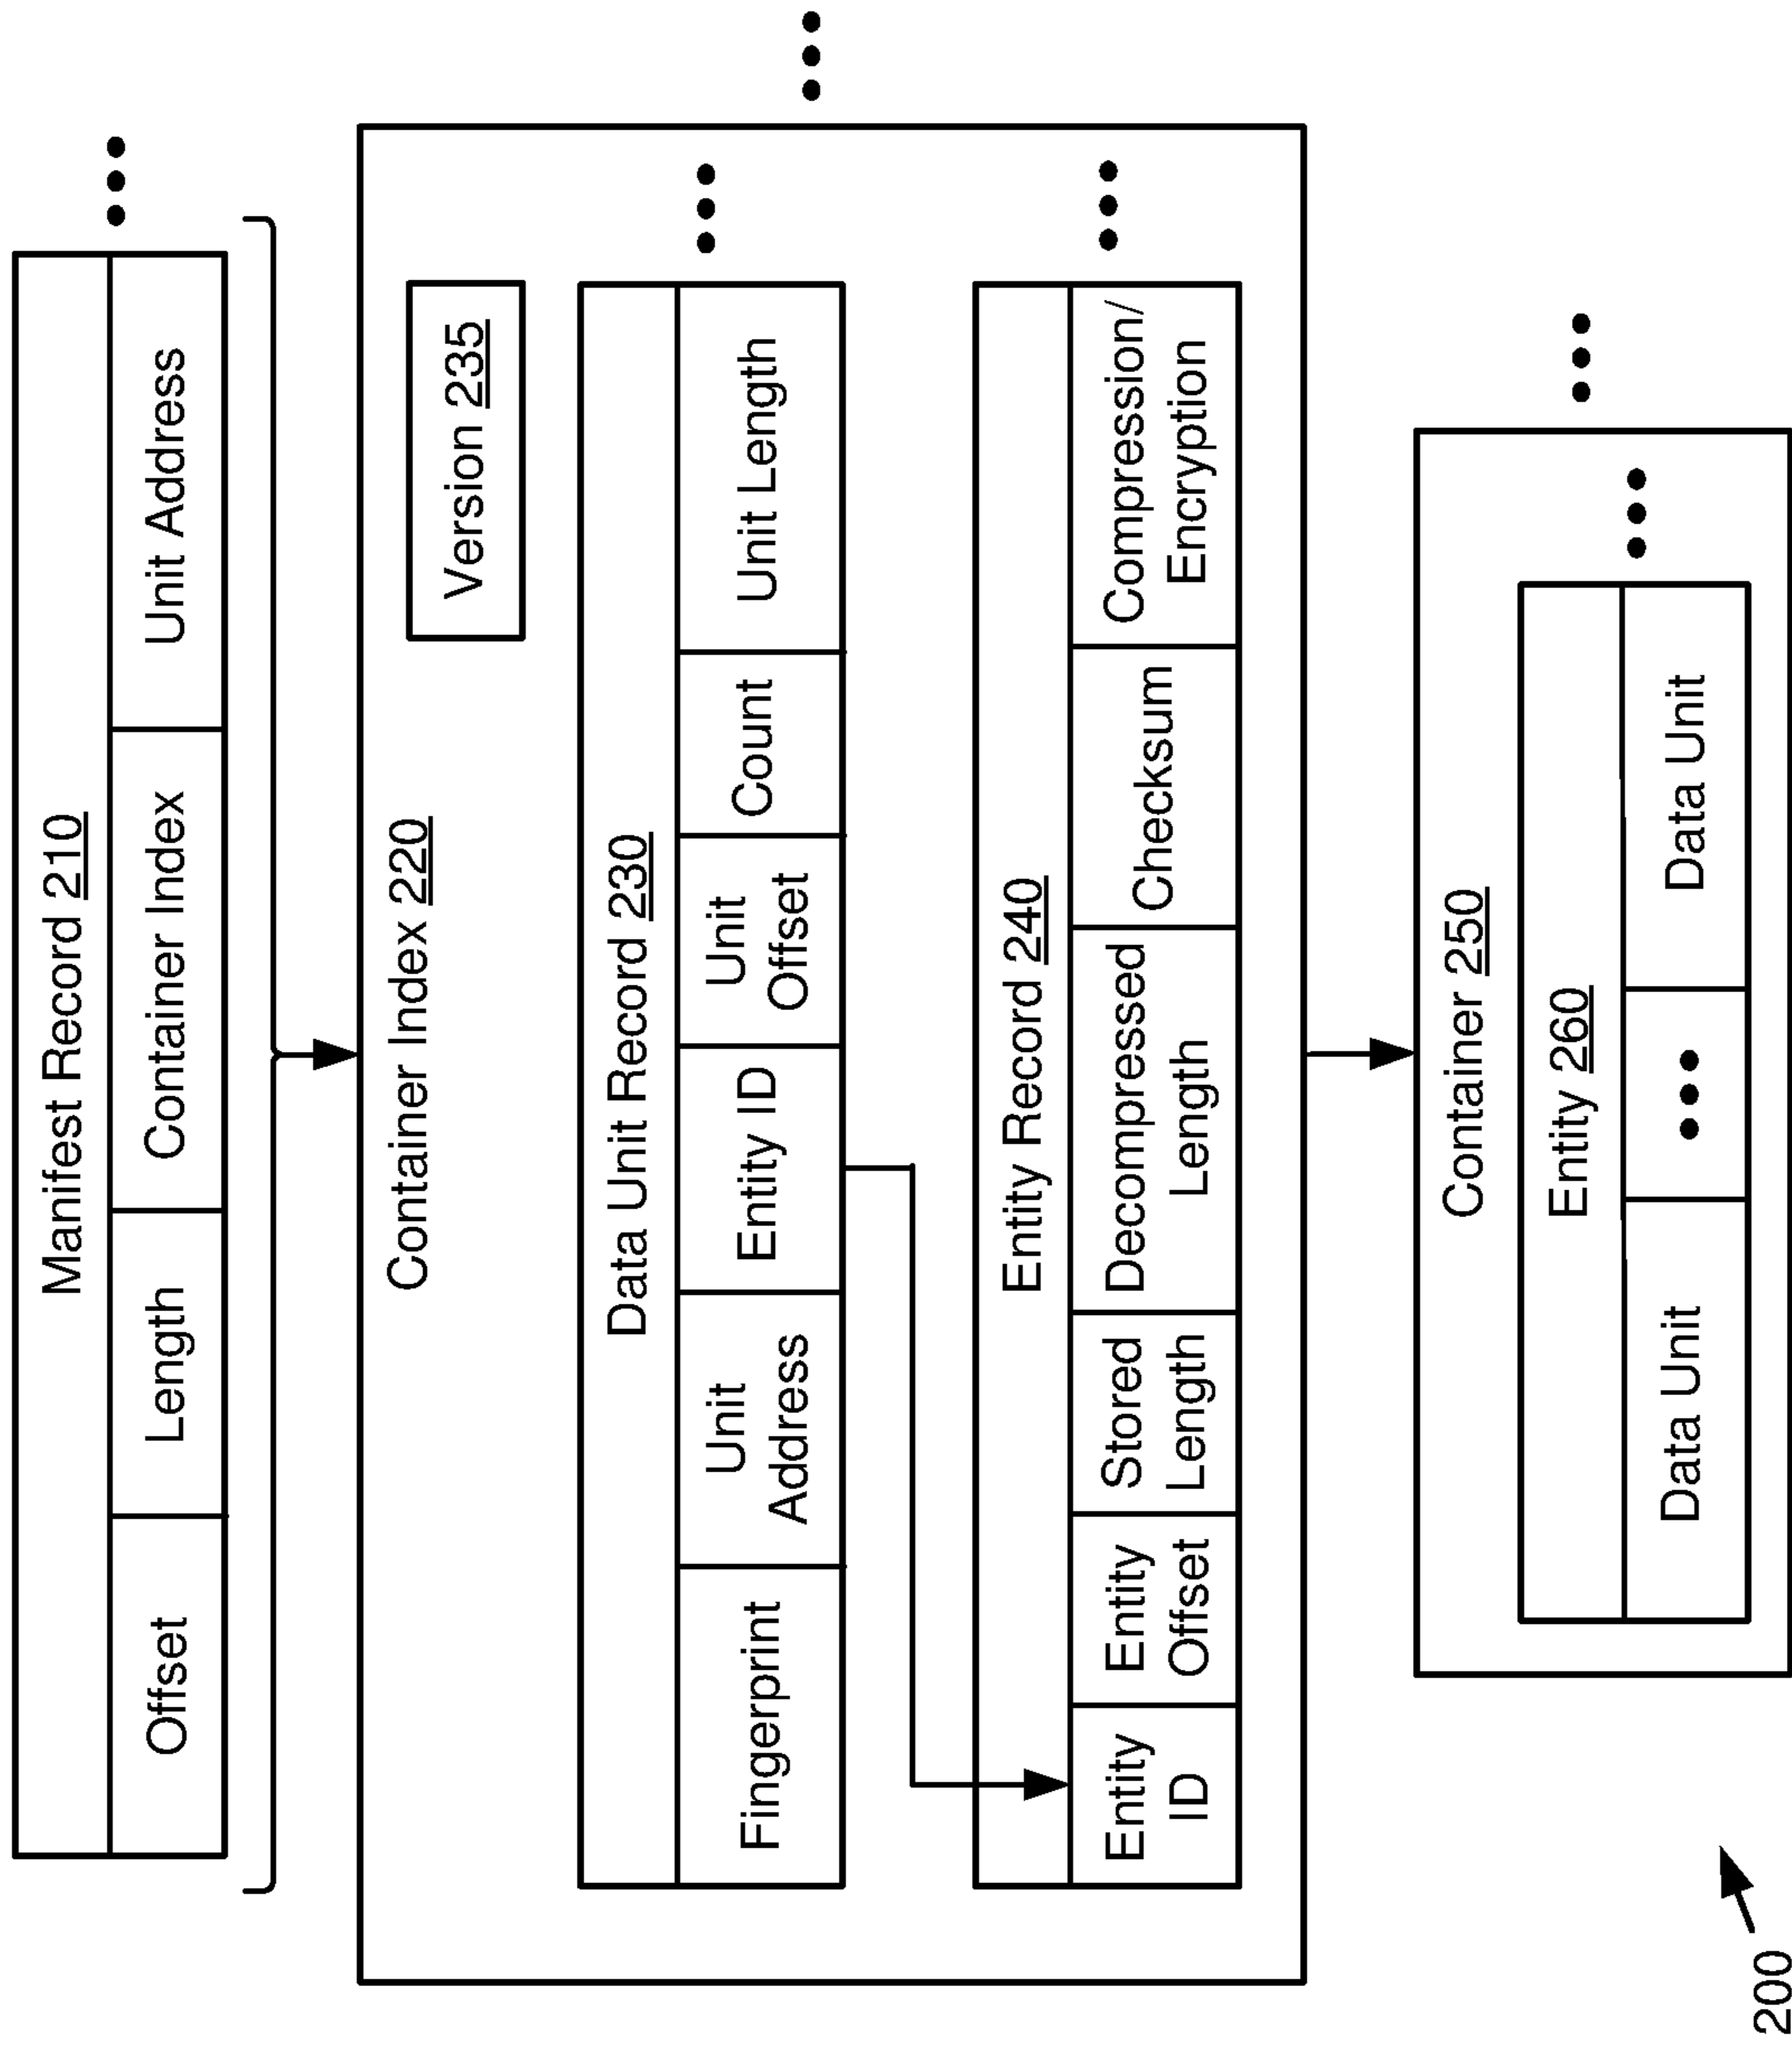 Manifest Record 210
Offset
Length
Container Index
Unit Address
Container Index 220
Version 235
Data Unit Record 230
Fingerprint
Unit
Address
Entity ID
Unit
Offset
Count
Unit Length
Entity Record 240
Entity
ID
Entity
Offset
Stored
Length
Decompressed
Length
Checksum
Compression/
Encryption
Container 250
Entity 260
Data Unit
Data Unit
200